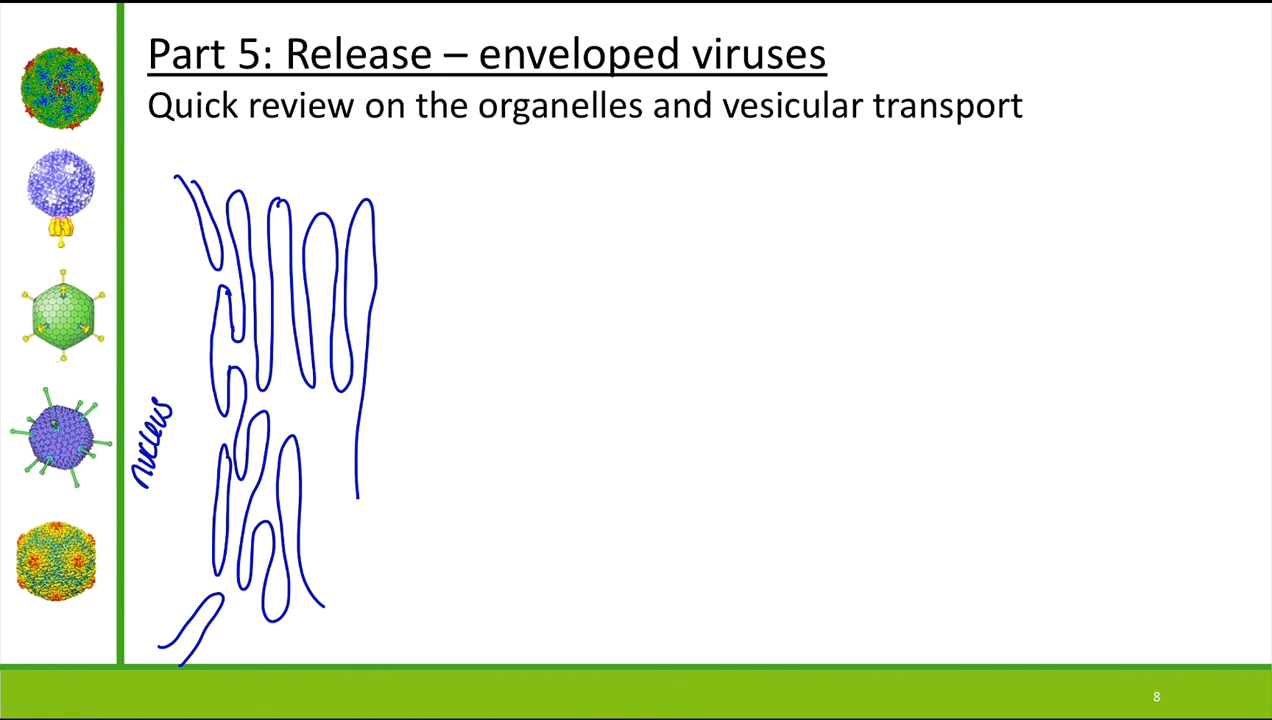 Part 5: Release – enveloped viruses
Quick review on the organelles and vesicular transport
nucleus
8